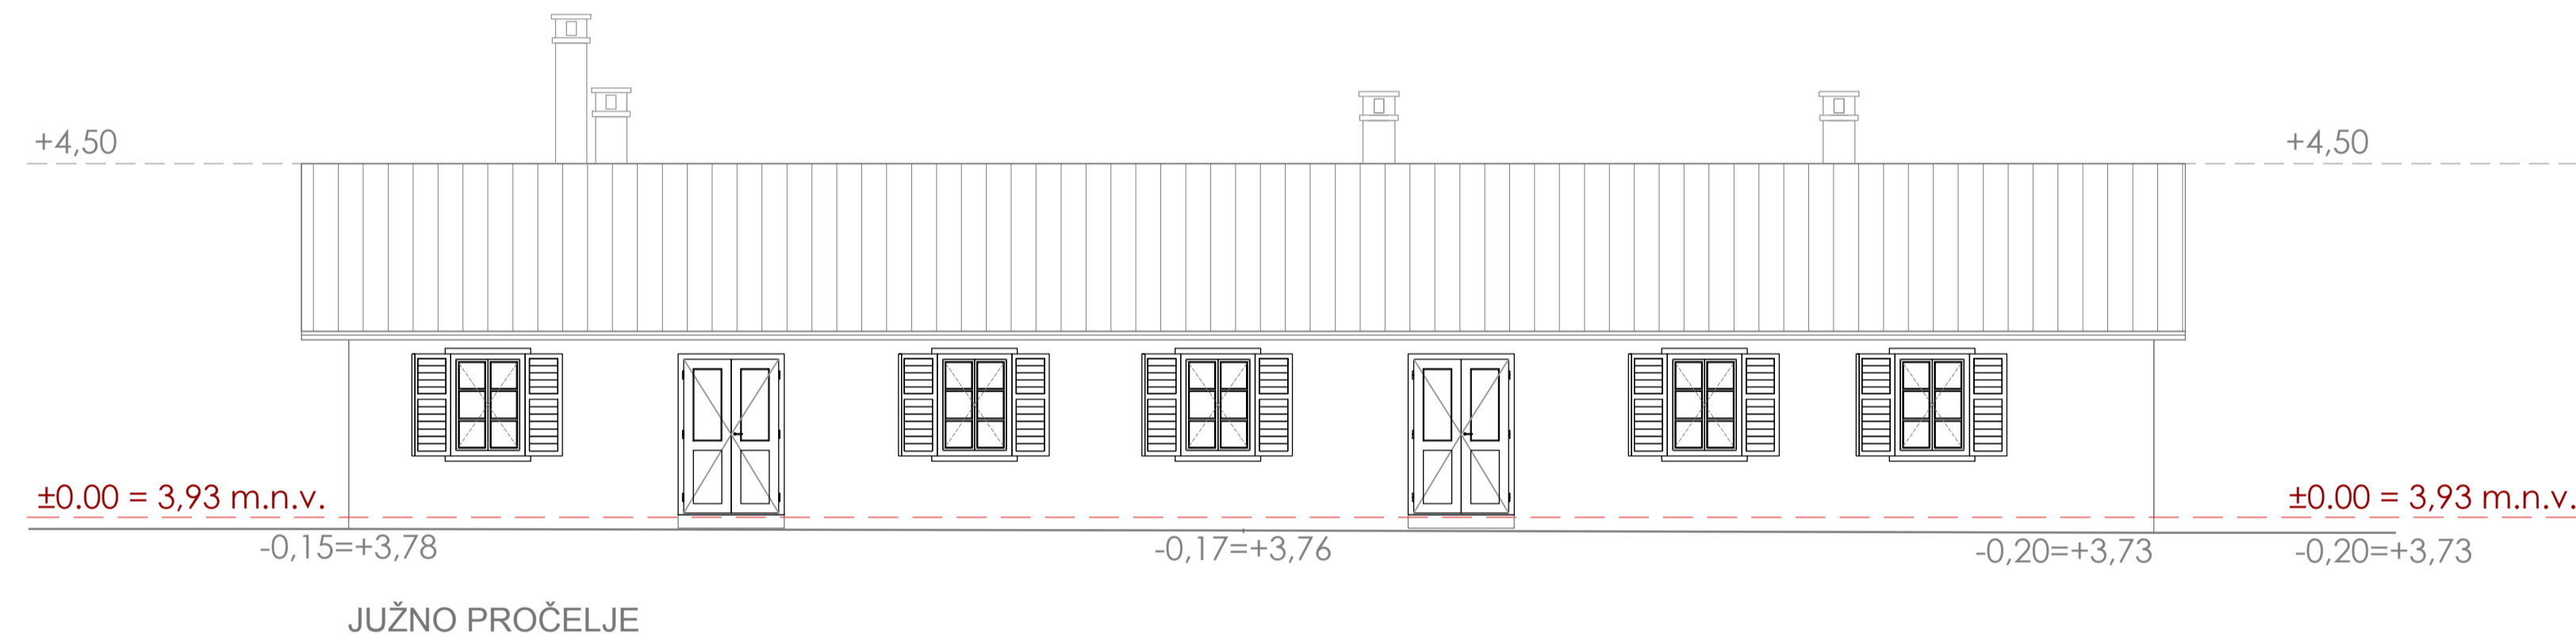 +4,50
+4,50
±0.00 = 3,93 m.n.v.
±0.00 = 3,93 m.n.v.
-0,15=+3,78
-0,17=+3,76
-0,20=+3,73
-0,20=+3,73
JUŽNO PROČELJE